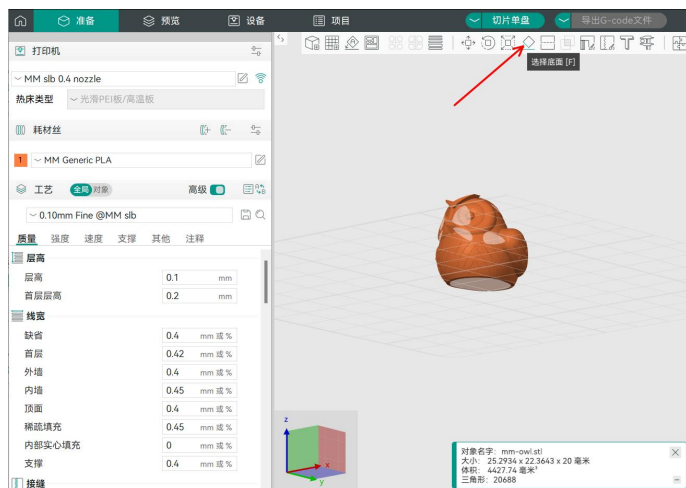 准备
预览
设备
项目
切片单盘
导出G-code文件
打印机
选择底面 [F]
MM slb 0.4 nozzle
热床类型
光滑PEI板/高温板
耗材丝
1
MM Generic PLA
工艺
全局
对象
高级
0.10mm Fine @MM slb
质量
强度
速度
支撑
其他
注释
层高
层高 0.1 mm
首层层高 0.2 mm
线宽
缺省 0.4 mm 或 %
首层 0.42 mm 或 %
外墙 0.4 mm 或 %
内墙 0.45 mm 或 %
顶面 0.4 mm 或 %
稀疏填充 0.45 mm 或 %
内部实心填充 0 mm 或 %
支撑 0.4 mm 或 %
接缝
z
x
y
对象名字: mm-owl.stl
大小: 25.2934 x 22.3643 x 20 毫米
体积: 4427.74 毫米³
三角形: 20688